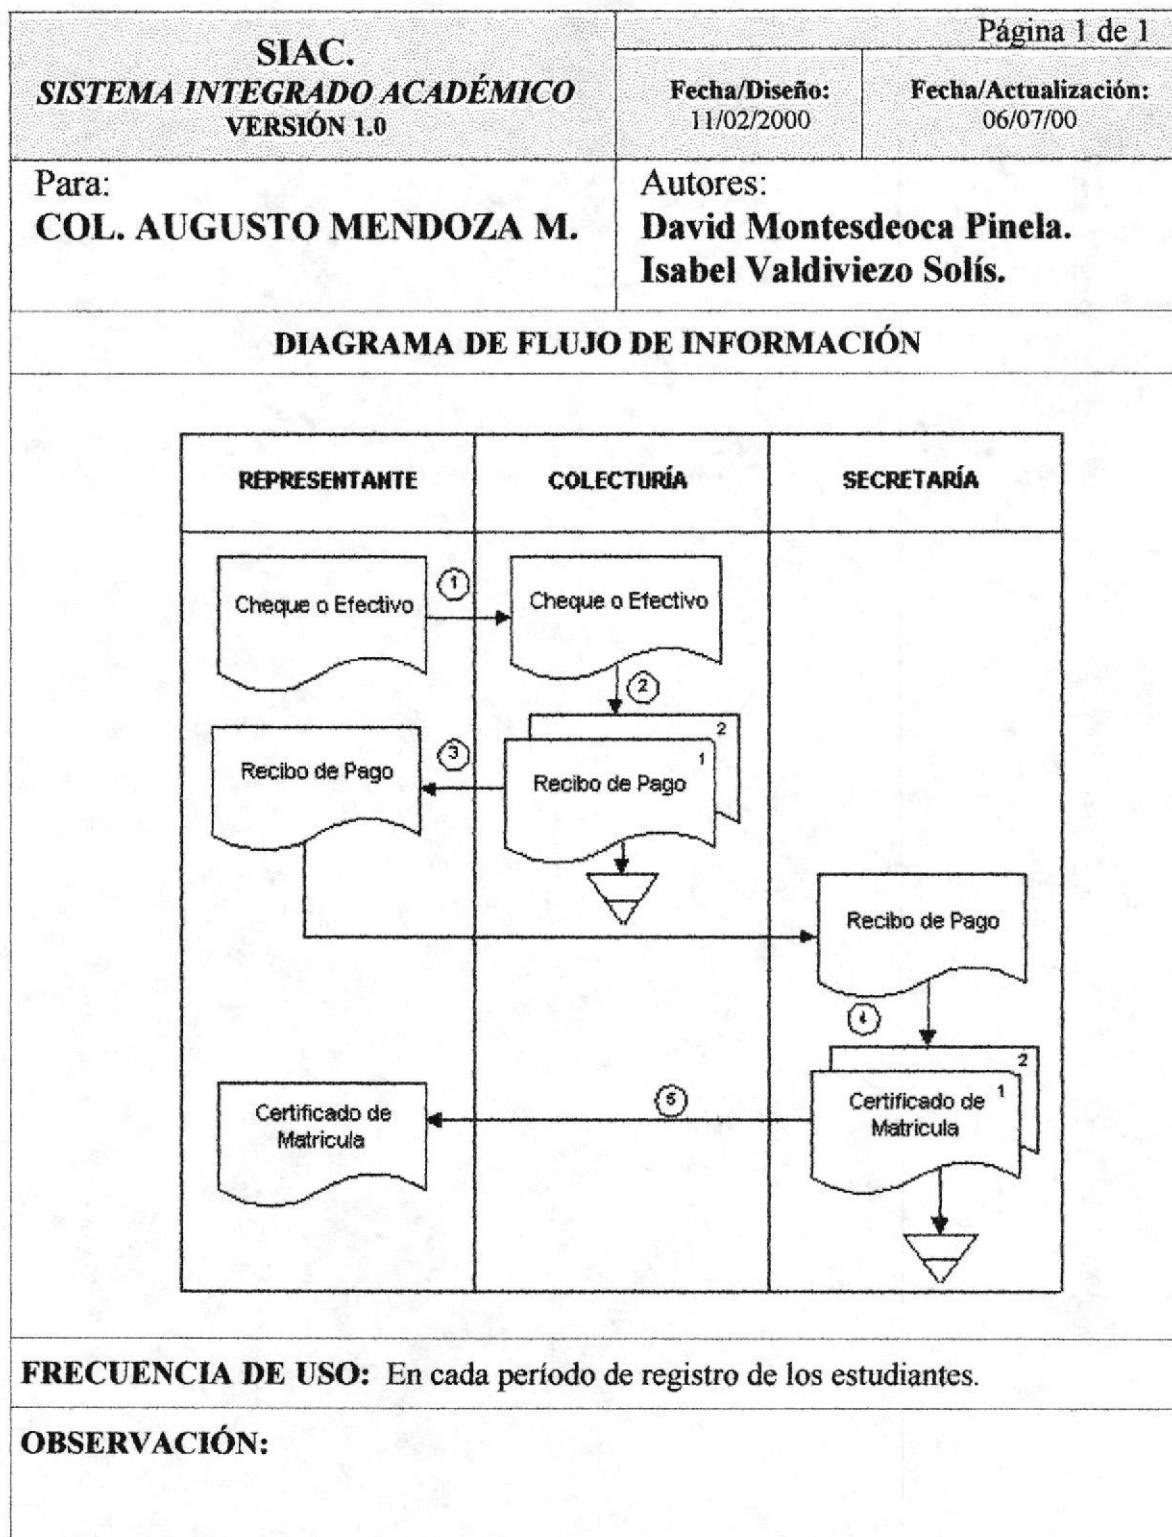 Página 1 de 1
SIAC.
SISTEMA INTEGRADO ACADÉMICO
VERSIÓN 1.0
Fecha/Diseño:
11/02/2000
Fecha/Actualización:
06/07/00
Para:
COL. AUGUSTO MENDOZA M.
Autores:
David Montesdeoca Pinela.
Isabel Valdiviezo Solís.
DIAGRAMA DE FLUJO DE INFORMACIÓN
REPRESENTANTE
COLECTURÍA
SECRETARÍA
Cheque o Efectivo
1
Cheque o Efectivo
2
Recibo de Pago
3
2
1
Recibo de Pago
Recibo de Pago
4
Certificado de
Matricula
5
2
1
Certificado de
Matricula
FRECUENCIA DE USO: En cada período de registro de los estudiantes.
OBSERVACIÓN: